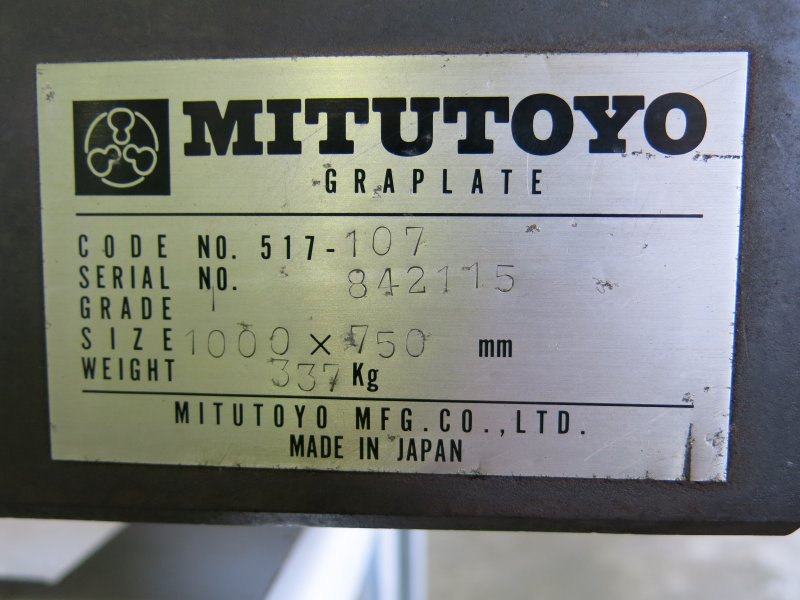 MITUTOYO
GRAPLATE
CODE NO. 517-107
SERIAL NO. 842115
GRADE 1
SIZE 1000 × 750 mm
WEIGHT 337 Kg
MITUTOYO MFG.CO.,LTD.
MADE IN JAPAN